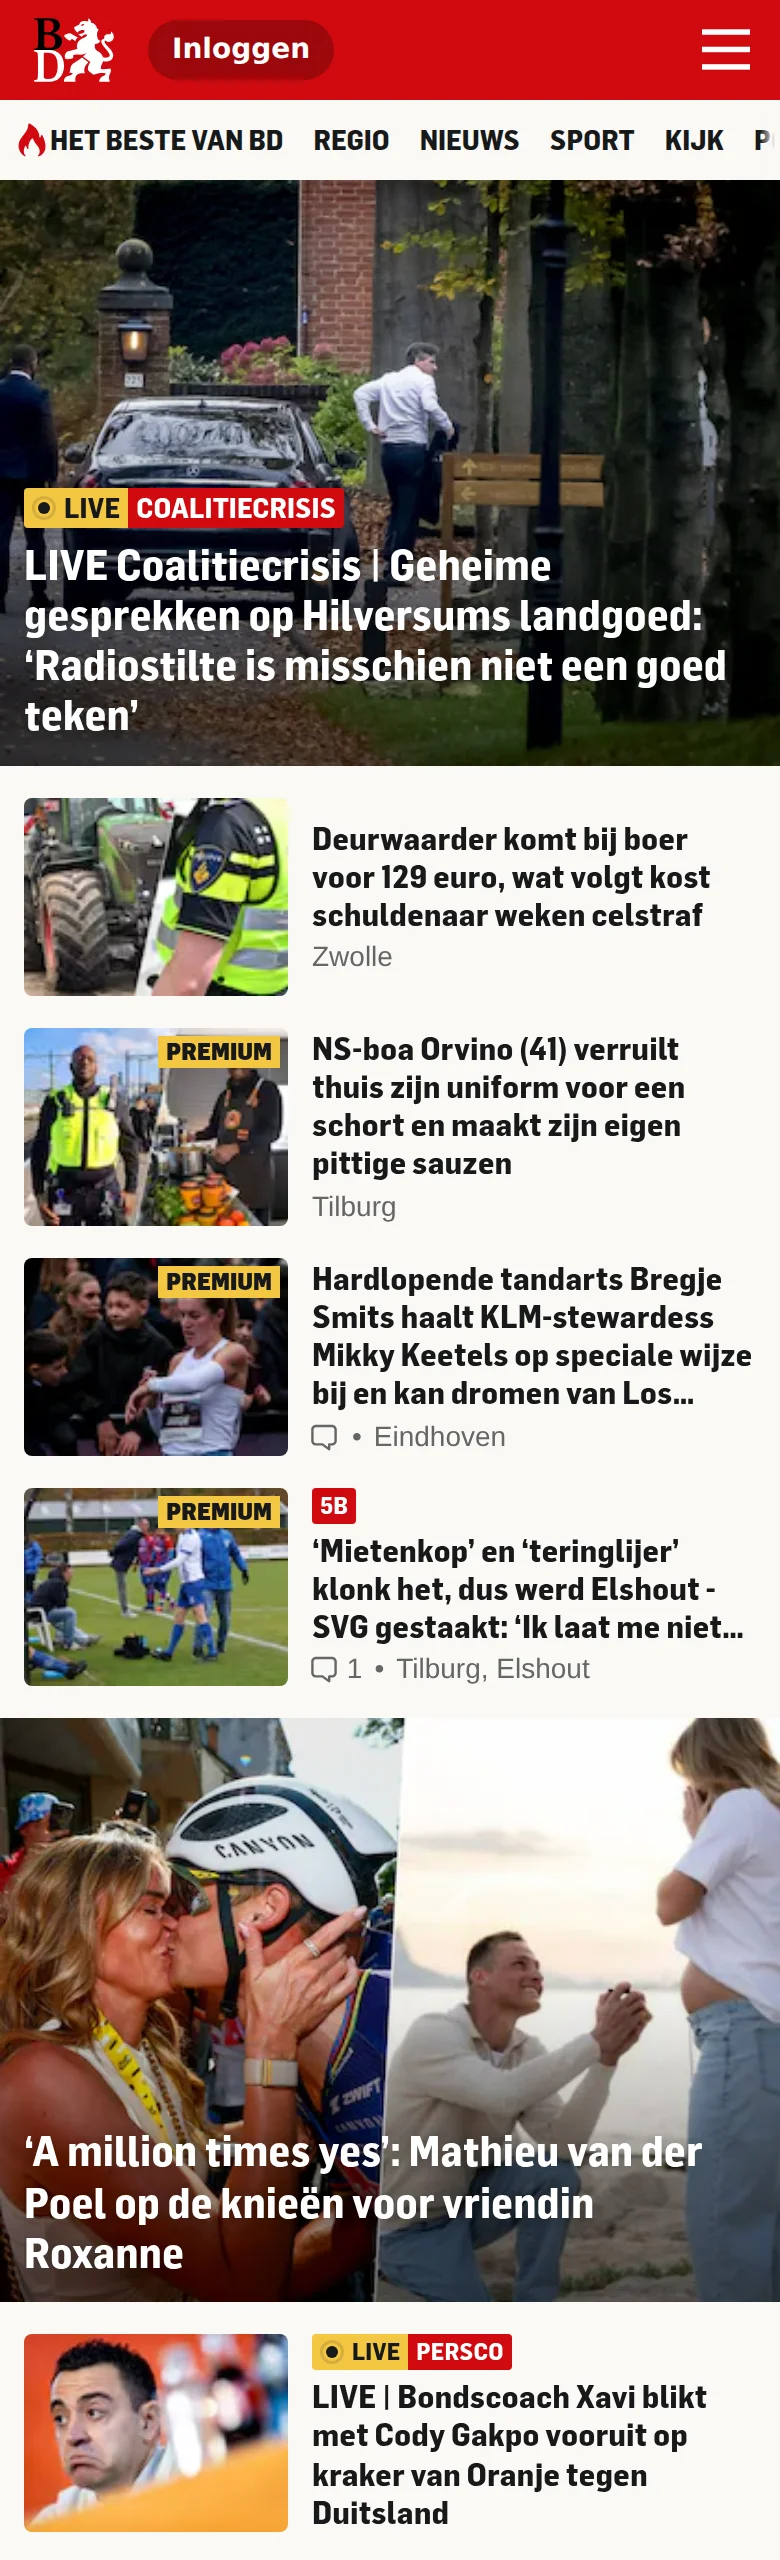 BD
Inloggen
HET BESTE VAN BD REGIO NIEUWS SPORT KIJK
LIVE COALITIECRISIS
LIVE Coalitiecrisis | Geheime
gesprekken op Hilversums landgoed:
‘Radiostilte is misschien niet een goed
teken’
Deurwaarder komt bij boer
voor 129 euro, wat volgt kost
schuldenaar weken celstraf
Zwolle
PREMIUM
NS-boa Orvino (41) verruilt
thuis zijn uniform voor een
schort en maakt zijn eigen
pittige sauzen
Tilburg
PREMIUM
Hardlopende tandarts Bregje
Smits haalt KLM-stewardess
Mikky Keetels op speciale wijze
bij en kan dromen van Los...
• Eindhoven
PREMIUM
5B
‘Mietenkop’ en ‘teringlijer’
klonk het, dus werd Elshout -
SVG gestaakt: ‘Ik laat me niet...
1 • Tilburg, Elshout
CANYON
ZWIFT
‘A million times yes’: Mathieu van der
Poel op de knieën voor vriendin
Roxanne
LIVE PERSCO
LIVE | Bondscoach Xavi blikt
met Cody Gakpo vooruit op
kraker van Oranje tegen
Duitsland